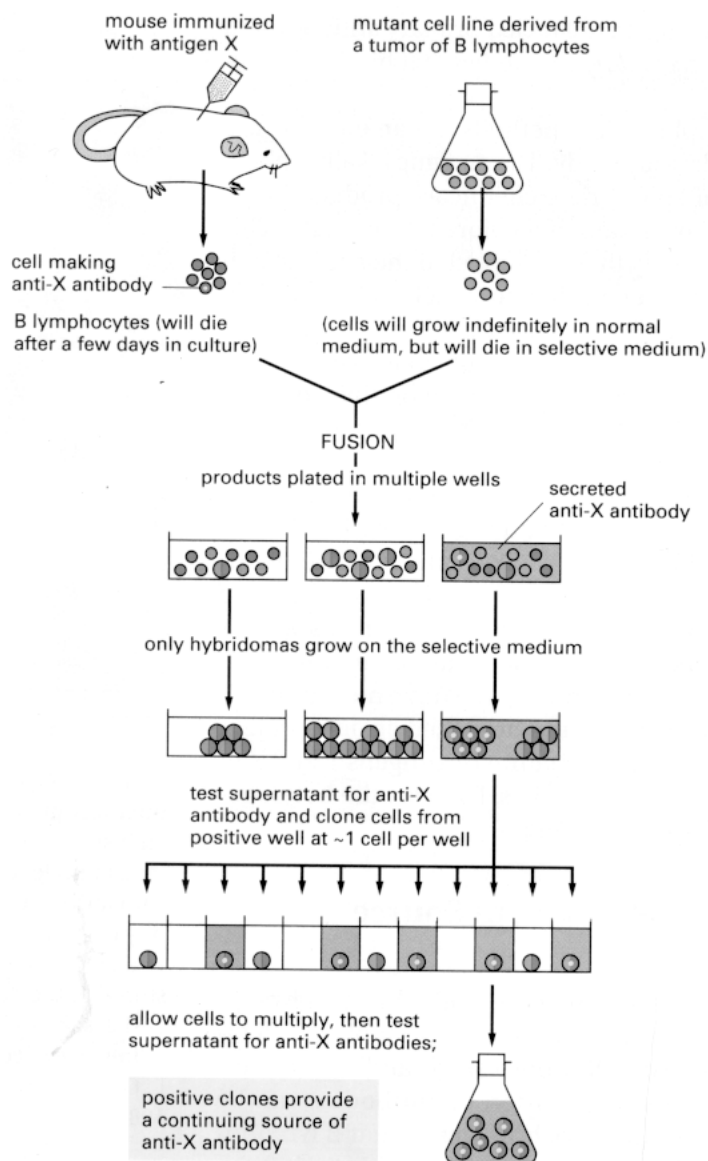 mouse immunized
with antigen X
mutant cell line derived from
a tumor of B lymphocytes
cell making
anti-X antibody
B lymphocytes (will die
after a few days in culture)
(cells will grow indefinitely in normal
medium, but will die in selective medium)
FUSION
products plated in multiple wells
secreted
anti-X antibody
only hybridomas grow on the selective medium
test supernatant for anti-X
antibody and clone cells from
positive well at ~1 cell per well
allow cells to multiply, then test
supernatant for anti-X antibodies;
positive clones provide
a continuing source of
anti-X antibody